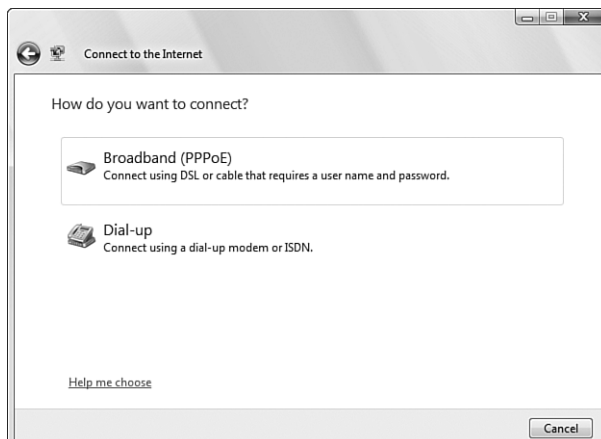 Connect to the Internet
How do you want to connect?
Broadband (PPPoE)
Connect using DSL or cable that requires a user name and password.
Dial-up
Connect using a dial-up modem or ISDN.
Help me choose
Cancel